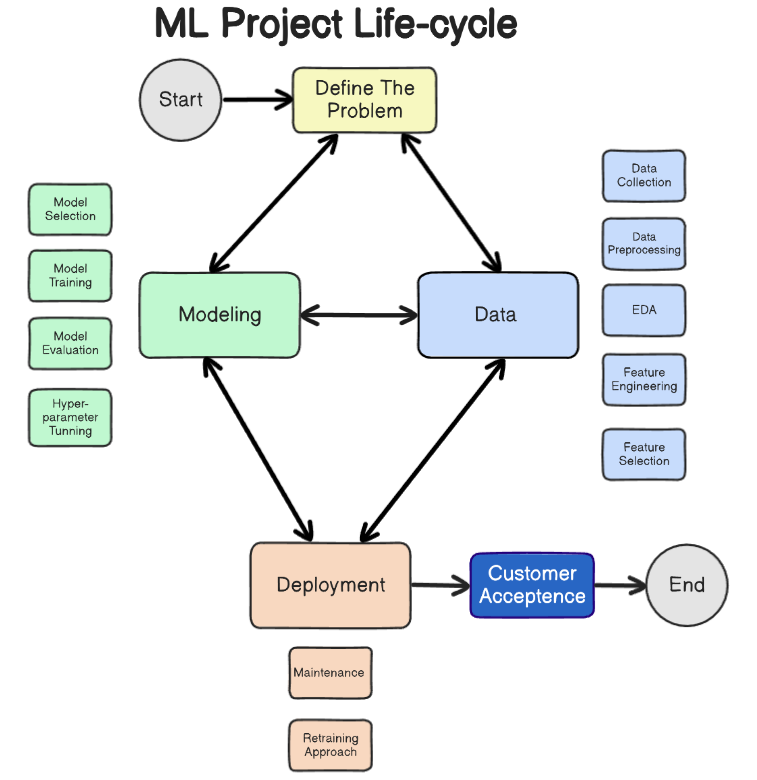 ML Project Life-cycle
Start
Define The
Problem
Model
Selection
Model
Training
Model
Evaluation
Hyper-
parameter
Tunning
Modeling
Data
Data
Collection
Data
Preprocessing
EDA
Feature
Engineering
Feature
Selection
Deployment
Customer
Acceptence
End
Maintenance
Retraining
Approach